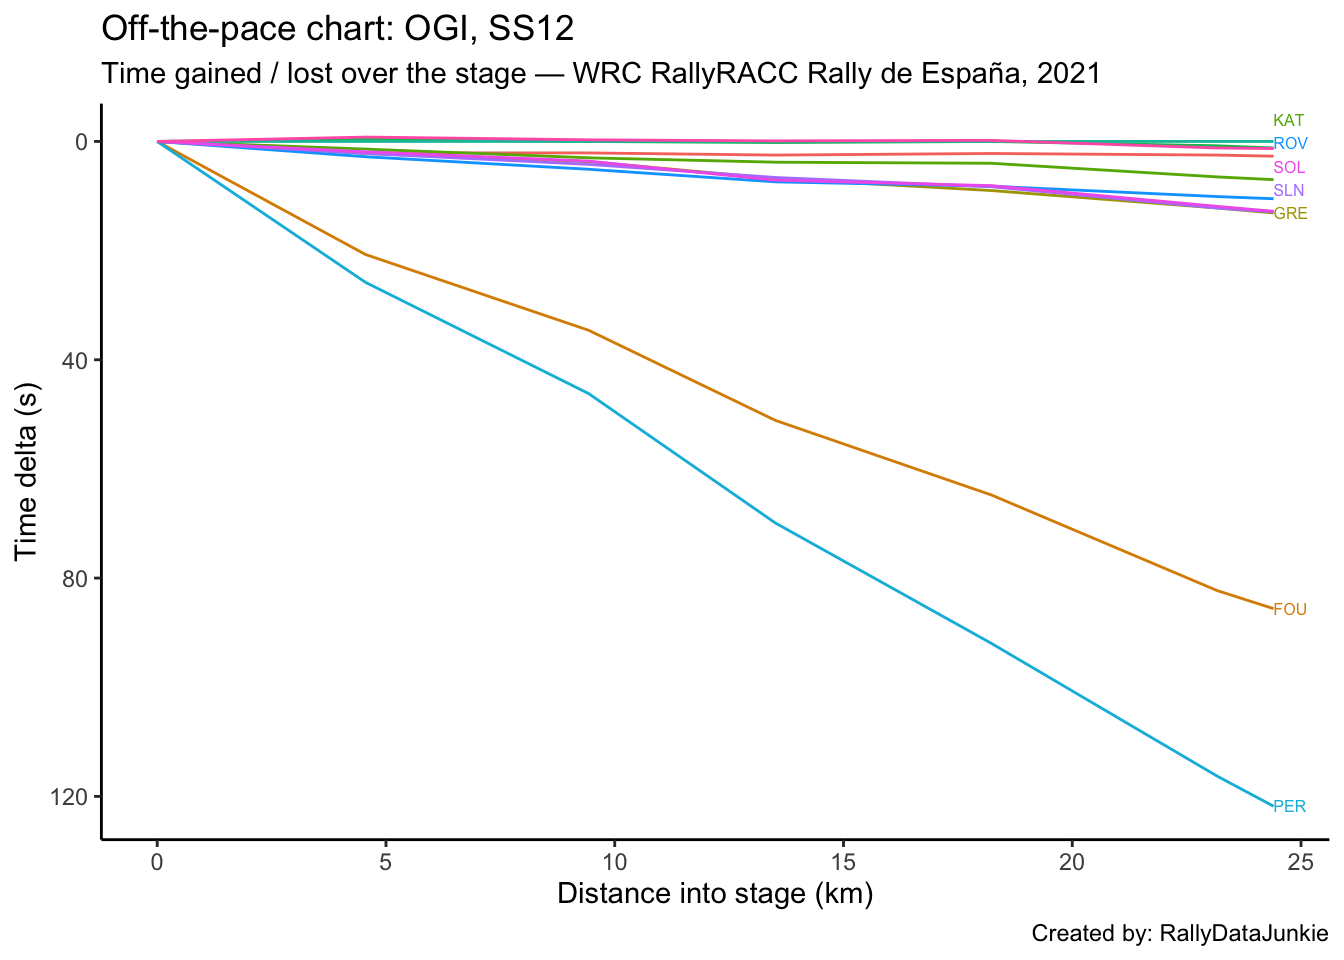 Off-the-pace chart: OGI, SS12
Time gained / lost over the stage — WRC RallyRACC Rally de España, 2021
Time delta (s)
0
40
80
120
KAT
ROV
SOL
SLN
GRE
FOU
PER
0 5 10 15 20 25
Distance into stage (km)
Created by: RallyDataJunkie